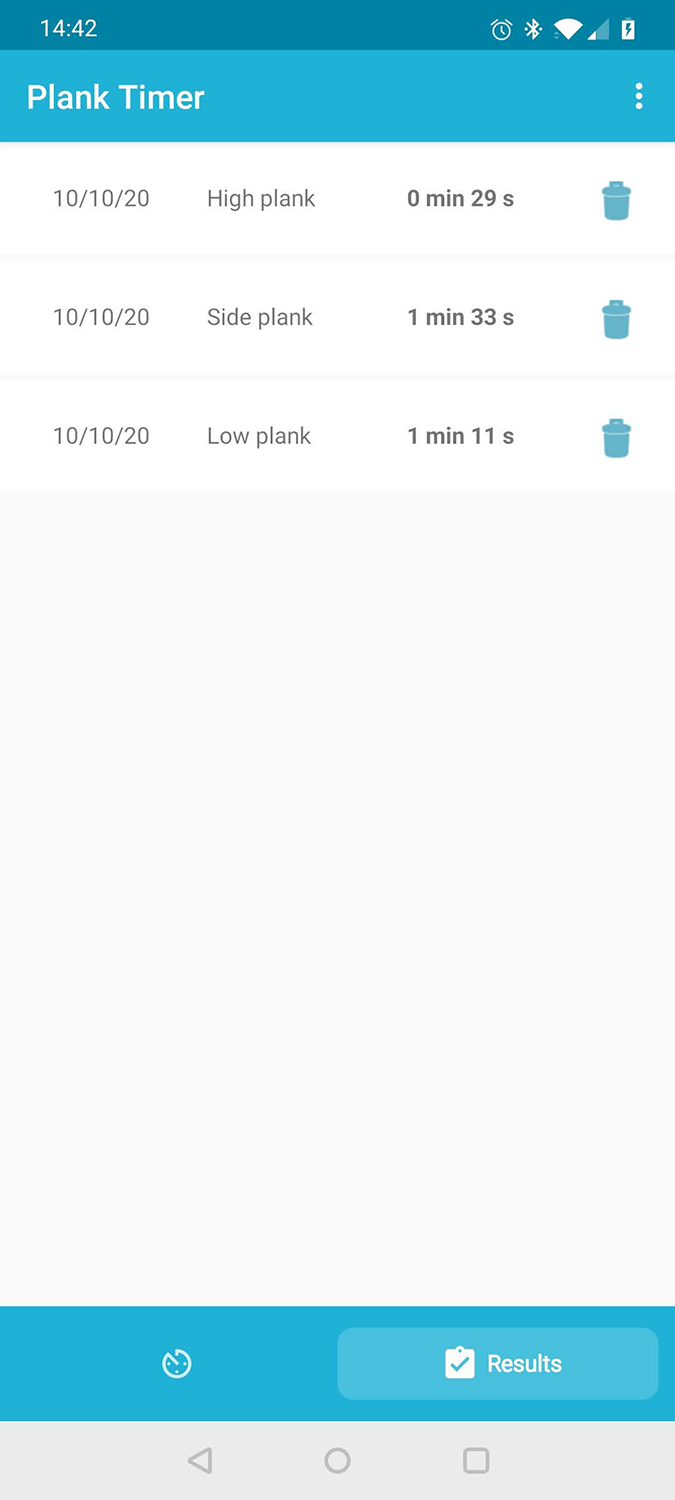 14:42
Plank Timer
10/10/20 High plank 0 min 29 s
10/10/20 Side plank 1 min 33 s
10/10/20 Low plank 1 min 11 s
Results